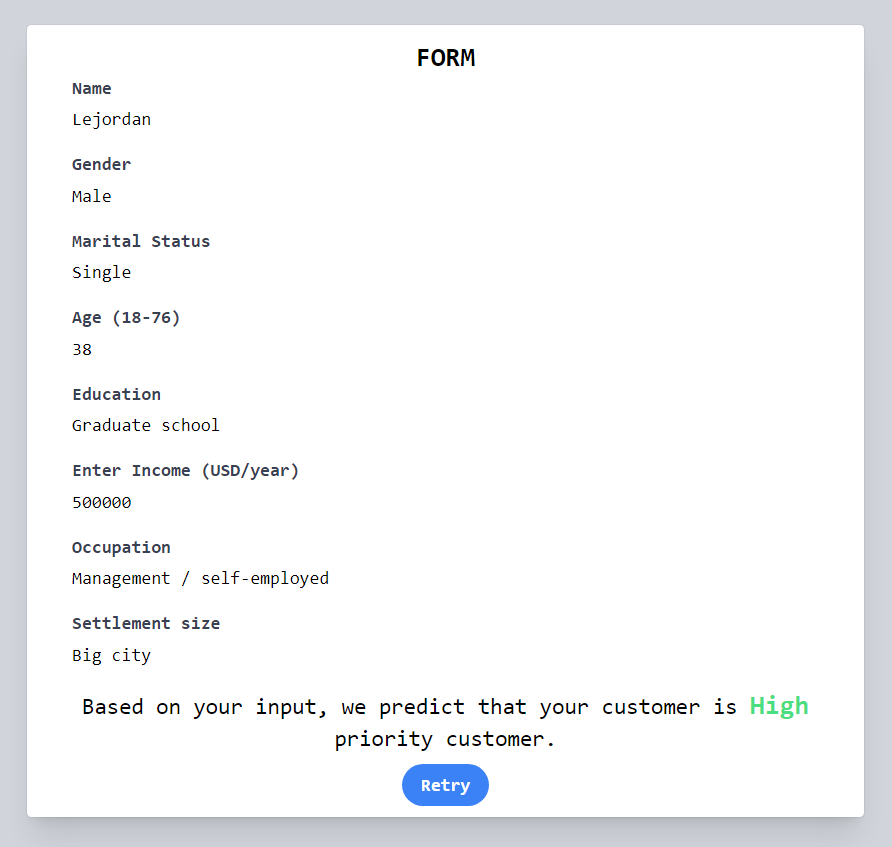 FORM
Name
Lejordan
Gender
Male
Marital Status
Single
Age (18-76)
38
Education
Graduate school
Enter Income (USD/year)
500000
Occupation
Management / self-employed
Settlement size
Big city
Based on your input, we predict that your customer is High
priority customer.
Retry